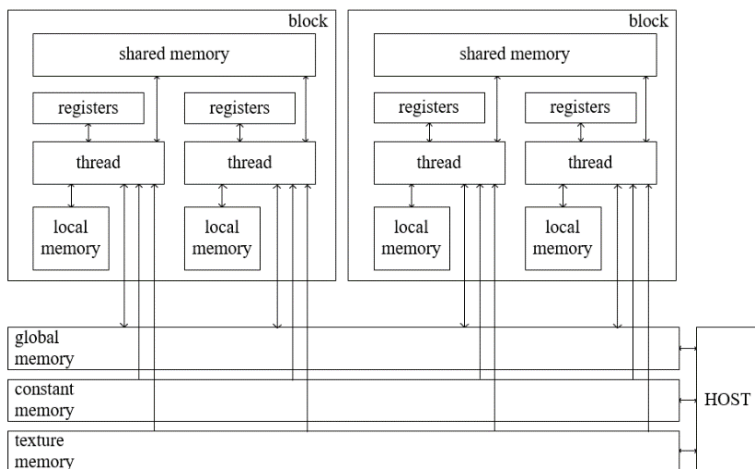 block
shared memory
registers
registers
thread
thread
local
memory
local
memory
block
shared memory
registers
registers
thread
thread
local
memory
local
memory
global
memory
constant
memory
texture
memory
HOST